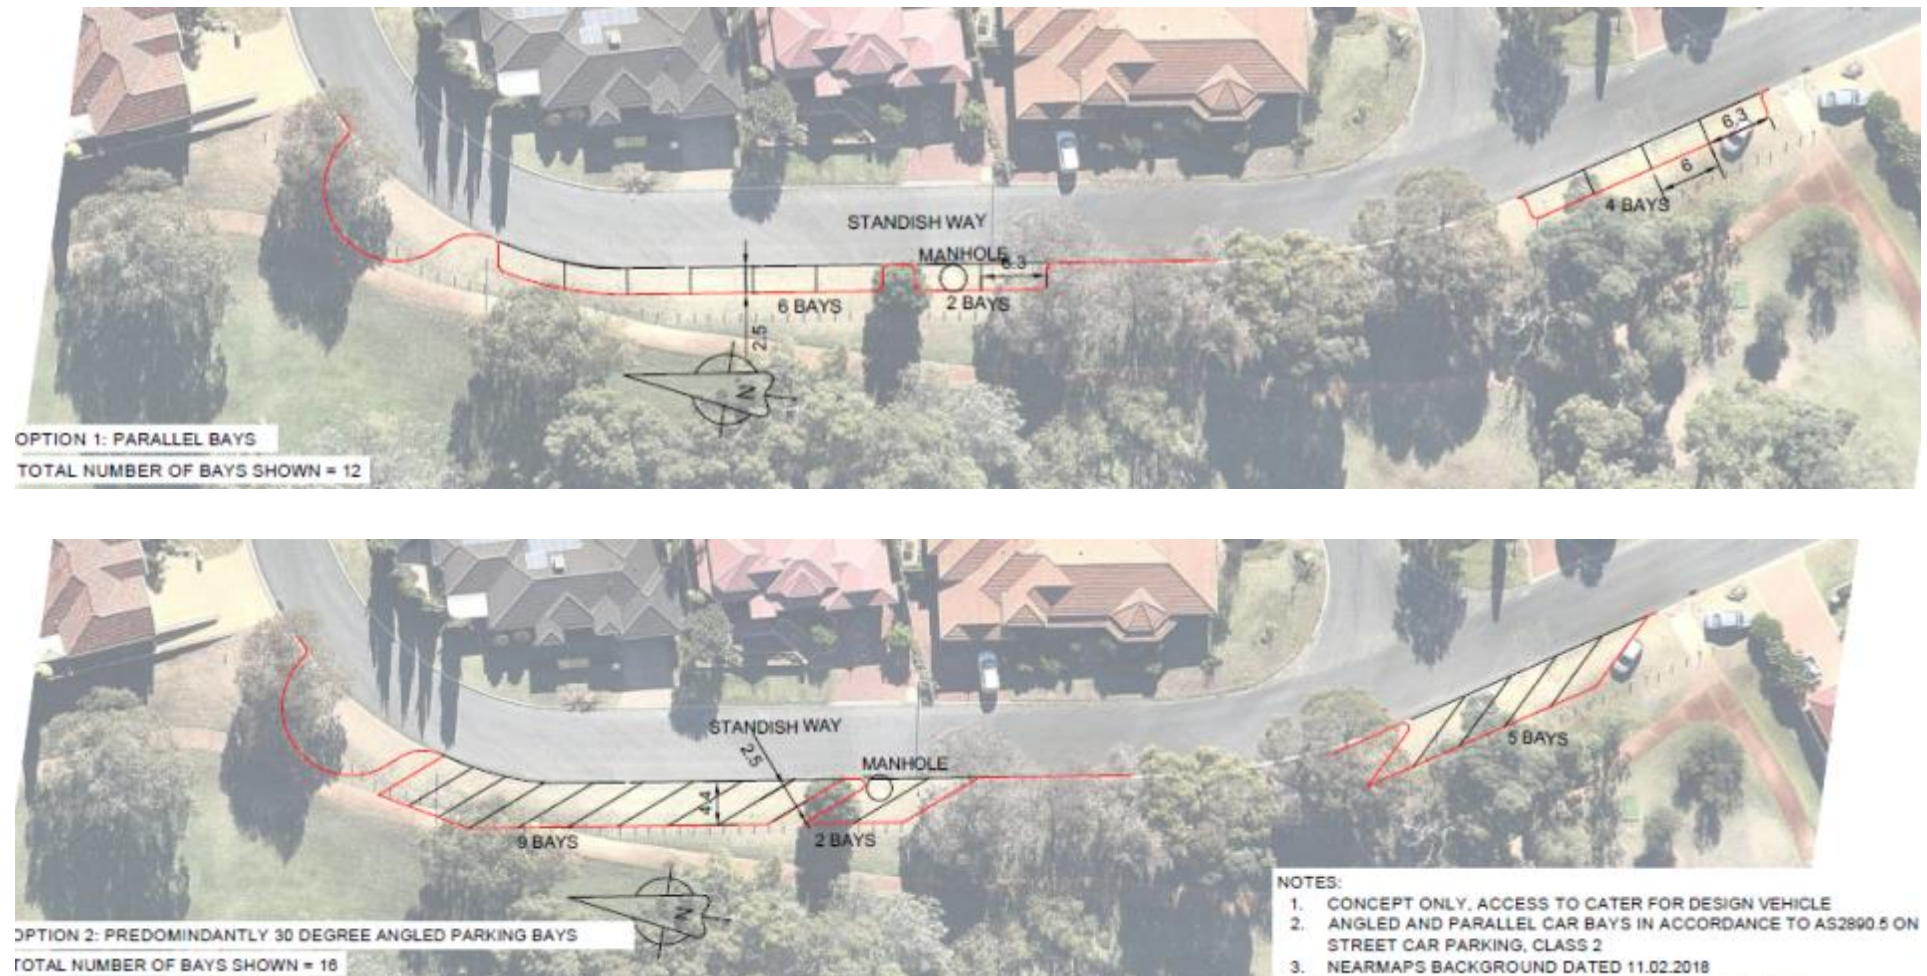 6.3
6
4 BAYS
STANDISH WAY
MANHOLE
6.3
6 BAYS
2 BAYS
2.5
N
OPTION 1: PARALLEL BAYS
TOTAL NUMBER OF BAYS SHOWN = 12
STANDISH WAY
2.5
MANHOLE
5 BAYS
4.4
9 BAYS
2 BAYS
N
OPTION 2: PREDOMINDANTLY 30 DEGREE ANGLED PARKING BAYS
TOTAL NUMBER OF BAYS SHOWN = 16
NOTES:
1. CONCEPT ONLY, ACCESS TO CATER FOR DESIGN VEHICLE
2. ANGLED AND PARALLEL CAR BAYS IN ACCORDANCE TO AS2890.5 ON
STREET CAR PARKING, CLASS 2
3. NEARMAPS BACKGROUND DATED 11.02.2018